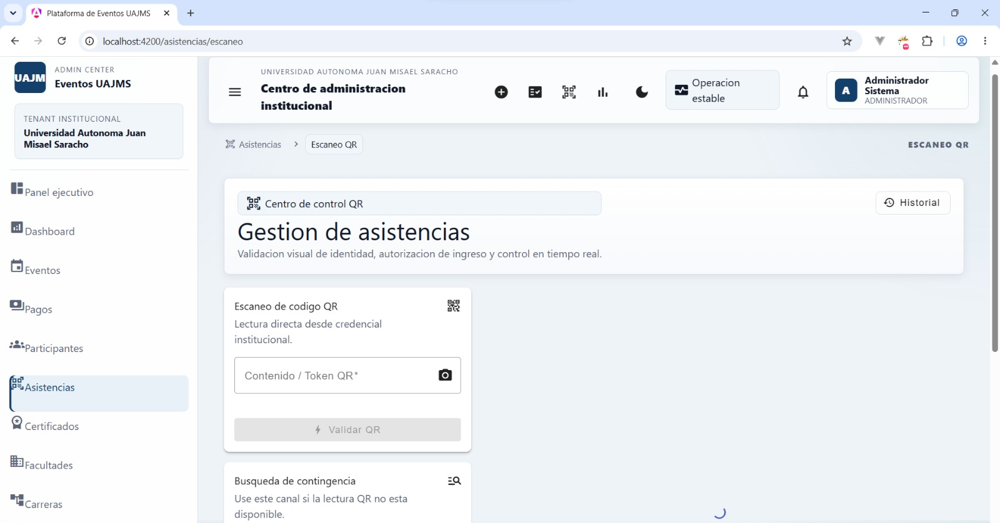 Plataforma de Eventos UAJMS
localhost:4200/asistencias/escaneo
UAJM
ADMIN CENTER
Eventos UAJMS
TENANT INSTITUCIONAL
Universidad Autonoma Juan
Misael Saracho
Panel ejecutivo
Dashboard
Eventos
Pagos
Participantes
Asistencias
Certificados
Facultades
Carreras
UNIVERSIDAD AUTONOMA JUAN MISAEL SARACHO
Centro de administracion
institucional
Operacion
estable
A
Administrador
Sistema
ADMINISTRADOR
Asistencias
Escaneo QR
ESCANEO QR
Centro de control QR
Historial
Gestion de asistencias
Validacion visual de identidad, autorizacion de ingreso y control en tiempo real.
Escaneo de codigo QR
Lectura directa desde credencial
institucional.
Contenido / Token QR*
Validar QR
Busqueda de contingencia
Use este canal si la lectura QR no esta
disponible.